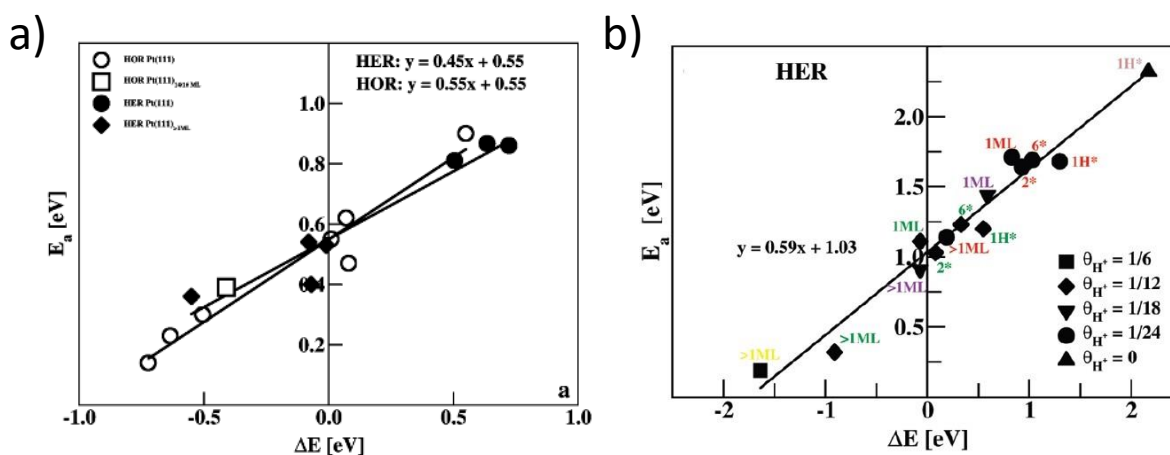 a)
HOR Pt(111)
HOR Pt(111)
HER Pt(111)
HER Pt(111)>1ML
HER: y = 0.45x + 0.55
HOR: y = 0.55x + 0.55
1.0
0.8
0.6
0.4
0.2
Ea [eV]
-1.0 -0.5 0.0 0.5 1.0
ΔE [eV]
a
b)
HER
1H*
2.0
1ML 6*
2* 1H*
1.5
1ML
6*
1ML 1H*
y = 0.59x + 1.03
1.0
2* >1ML
>1ML
0.5
>1ML >1ML
θH+ = 1/6
θH+ = 1/12
θH+ = 1/18
θH+ = 1/24
θH+ = 0
Ea [eV]
-2 -1 0 1 2
ΔE [eV]